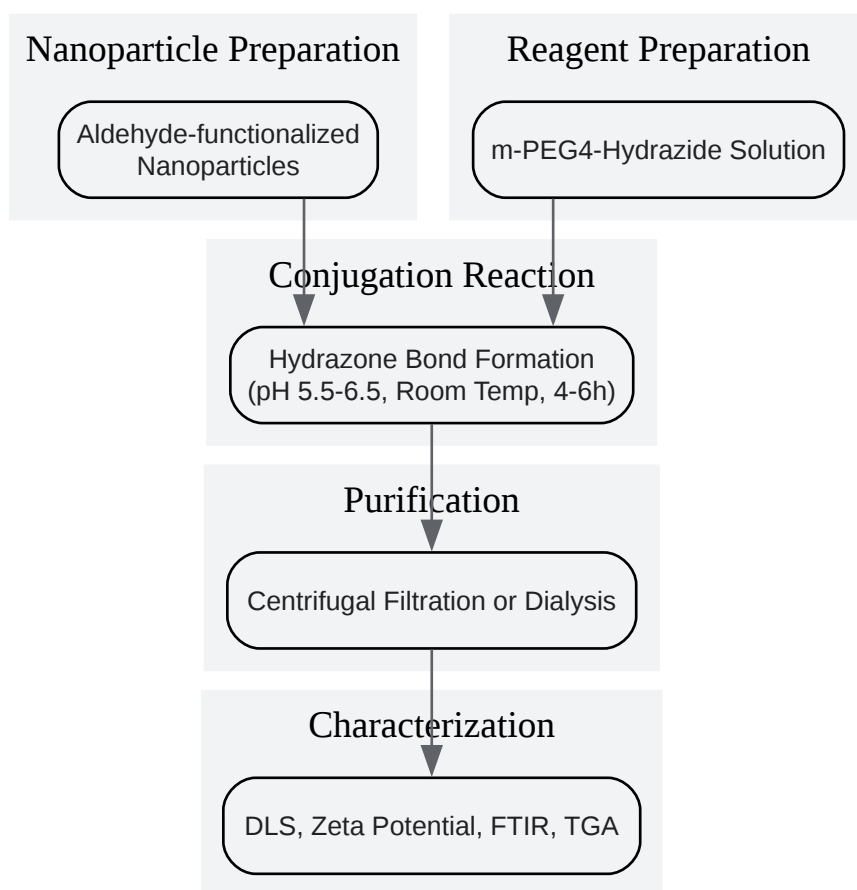 Nanoparticle Preparation
Reagent Preparation
Aldehyde-functionalized
Nanoparticles
m-PEG4-Hydrazide Solution
Conjugation Reaction
Hydrazone Bond Formation
(pH 5.5-6.5, Room Temp, 4-6h)
Purification
Centrifugal Filtration or Dialysis
Characterization
DLS, Zeta Potential, FTIR, TGA